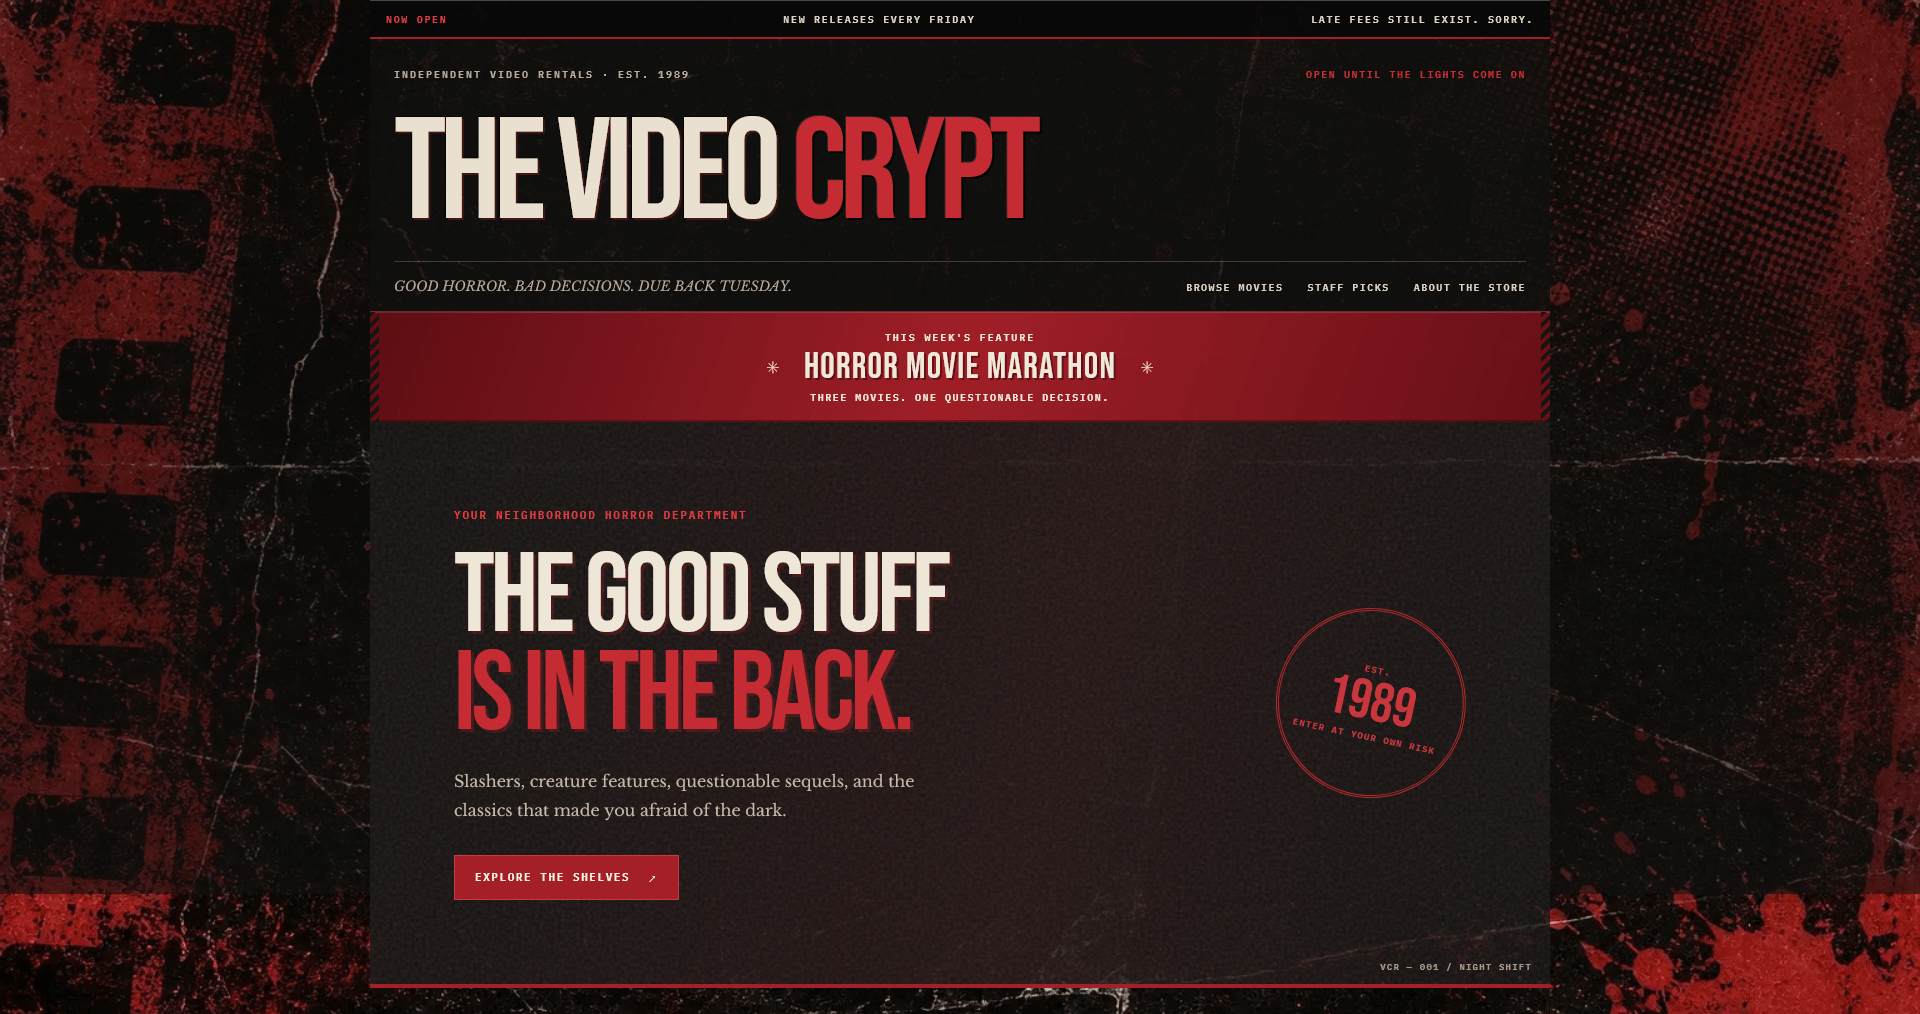 NOW OPEN
NEW RELEASES EVERY FRIDAY
LATE FEES STILL EXIST. SORRY.
INDEPENDENT VIDEO RENTALS · EST. 1989
OPEN UNTIL THE LIGHTS COME ON
THE VIDEO CRYPT
GOOD HORROR. BAD DECISIONS. DUE BACK TUESDAY.
BROWSE MOVIES
STAFF PICKS
ABOUT THE STORE
THIS WEEK'S FEATURE
HORROR MOVIE MARATHON
THREE MOVIES. ONE QUESTIONABLE DECISION.
YOUR NEIGHBORHOOD HORROR DEPARTMENT
THE GOOD STUFF
IS IN THE BACK.
Slashers, creature features, questionable sequels, and the
classics that made you afraid of the dark.
EXPLORE THE SHELVES ↗
EST.
1989
ENTER AT YOUR OWN RISK
VCR — 001 / NIGHT SHIFT